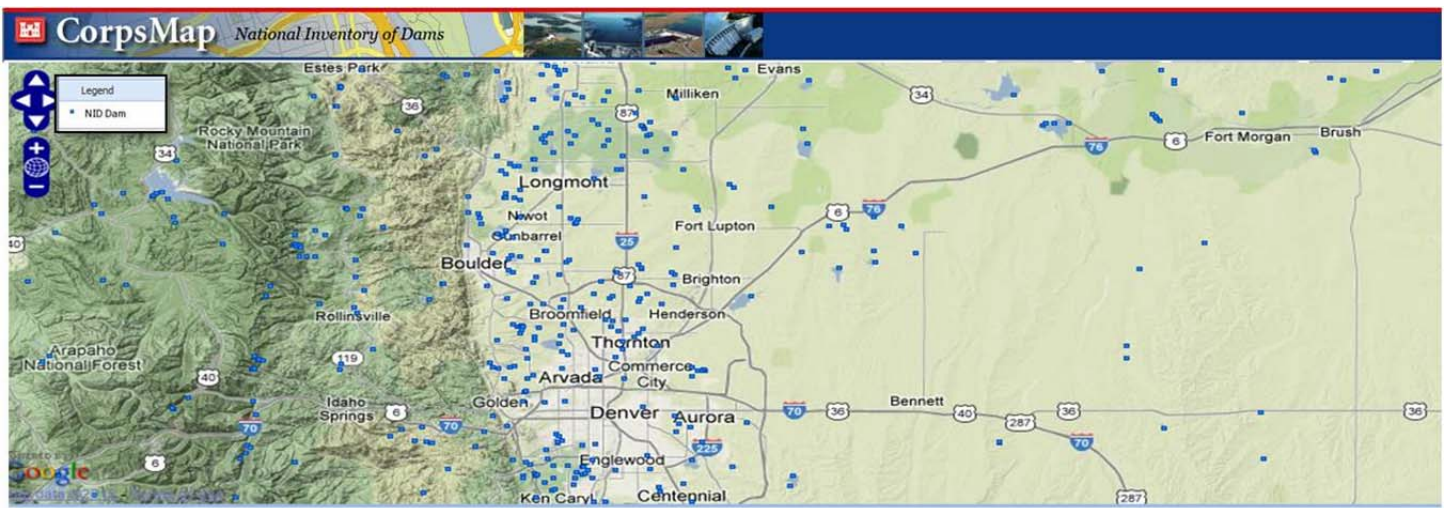 CorpsMap National Inventory of Dams
Legend
NID Dam
Estes Park
Evans
Milliken
36
87
34
Rocky Mountain
National Park
34
76
6
Fort Morgan
Brush
Longmont
Niwot
Gunbarrel
Fort Lupton
6
76
40
25
Boulder
87
Brighton
Rollinsville
Broomfield
Henderson
Thornton
Arapaho
National Forest
119
Commerce
City
40
Arvada
Idaho
Springs
6
Golden
Denver
Aurora
70
36
Bennett
40
287
36
36
70
70
225
70
6
Englewood
Google
Ken Caryl
Centennial
287